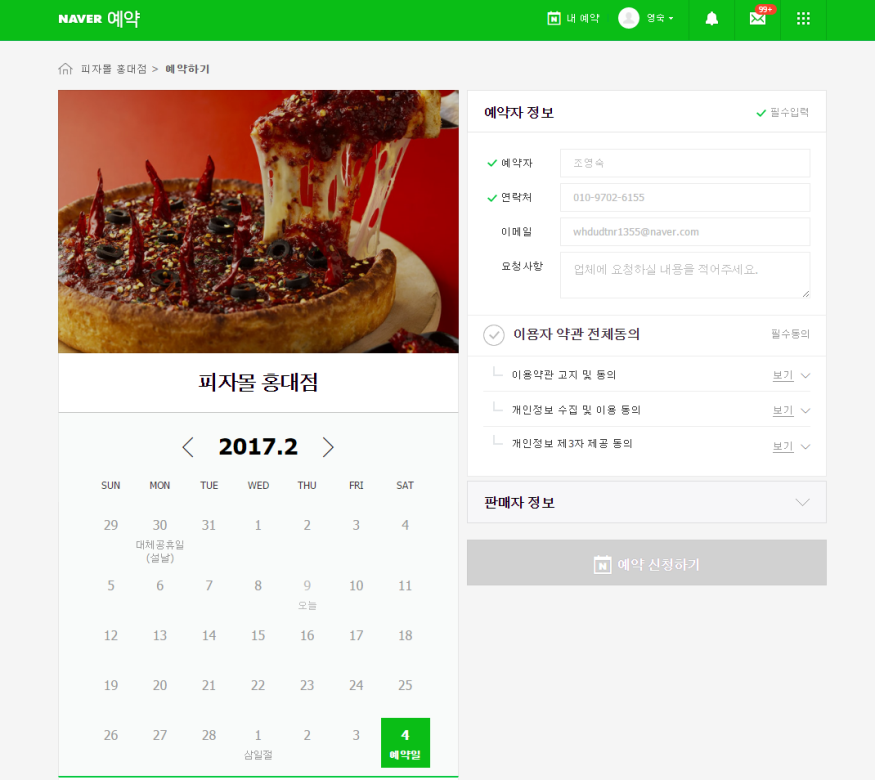 NAVER 예약
내 예약
영숙
99+
피자몰 홍대점 > 예약하기
피자몰 홍대점
2017.2
SUN MON TUE WED THU FRI SAT
29 30 31 1 2 3 4
대체공휴일
(설날)
5 6 7 8 9 10 11
오늘
12 13 14 15 16 17 18
19 20 21 22 23 24 25
26 27 28 1 2 3 4
삼일절 예약일
예약자 정보 필수입력
예약자 조영숙
연락처 010-9702-6155
이메일 whdudtnr1355@naver.com
요청사항 업체에 요청하실 내용을 적어주세요.
이용자 약관 전체동의 필수동의
이용약관 고지 및 동의 보기
개인정보 수집 및 이용 동의 보기
개인정보 제3자 제공 동의 보기
판매자 정보
N 예약 신청하기